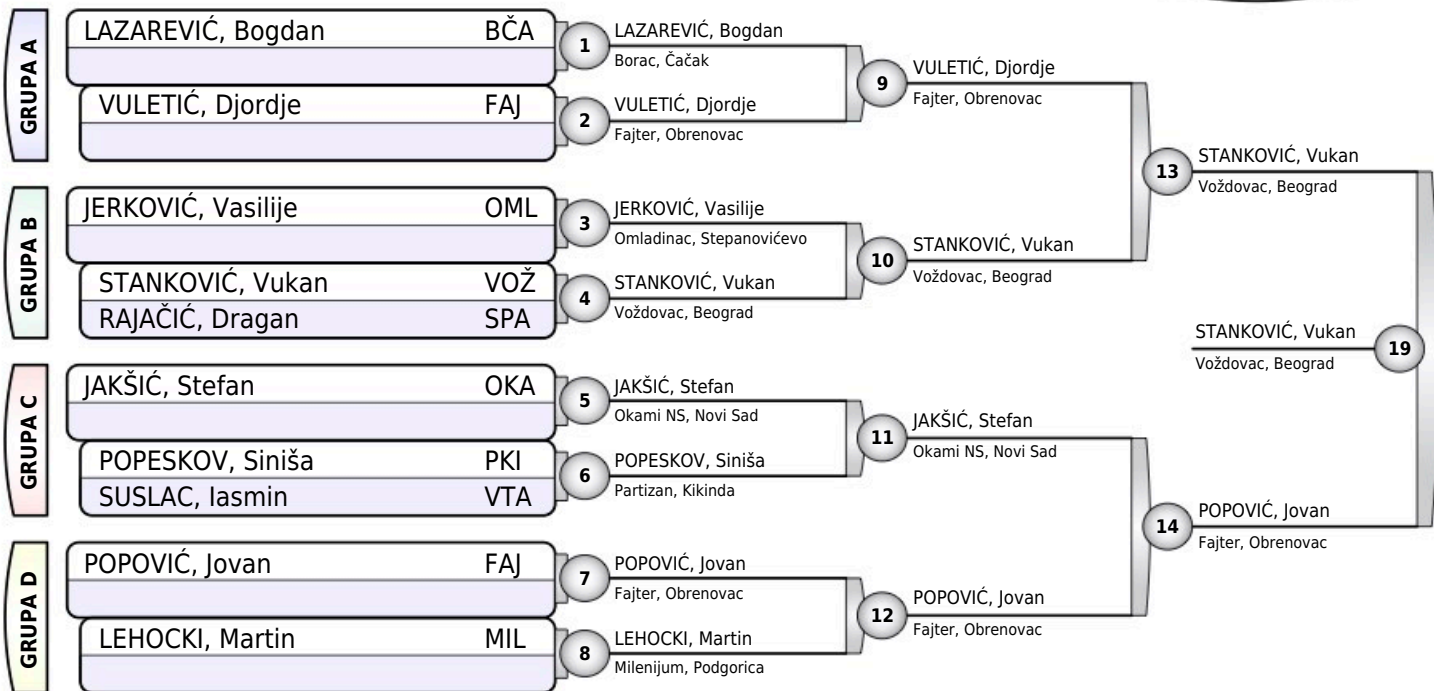 GRUPA A
LAZAREVIĆ, Bogdan BČA
VULETIĆ, Djordje FAJ
GRUPA B
JERKOVIĆ, Vasilije OML
STANKOVIĆ, Vukan VOŽ
RAJAČIĆ, Dragan SPA
GRUPA C
JAKŠIĆ, Stefan OKA
POPESKOV, Siniša PKI
SUSLAC, Iasmin VTA
GRUPA D
POPOVIĆ, Jovan FAJ
LEHOCKI, Martin MIL
1
LAZAREVIĆ, Bogdan
Borac, Čačak
2
VULETIĆ, Djordje
Fajter, Obrenovac
3
JERKOVIĆ, Vasilije
Omladinac, Stepanovićevo
4
STANKOVIĆ, Vukan
Voždovac, Beograd
5
JAKŠIĆ, Stefan
Okami NS, Novi Sad
6
POPESKOV, Siniša
Partizan, Kikinda
7
POPOVIĆ, Jovan
Fajter, Obrenovac
8
LEHOCKI, Martin
Milenijum, Podgorica
9
VULETIĆ, Djordje
Fajter, Obrenovac
10
STANKOVIĆ, Vukan
Voždovac, Beograd
11
JAKŠIĆ, Stefan
Okami NS, Novi Sad
12
POPOVIĆ, Jovan
Fajter, Obrenovac
13
STANKOVIĆ, Vukan
Voždovac, Beograd
14
POPOVIĆ, Jovan
Fajter, Obrenovac
STANKOVIĆ, Vukan
Voždovac, Beograd
19